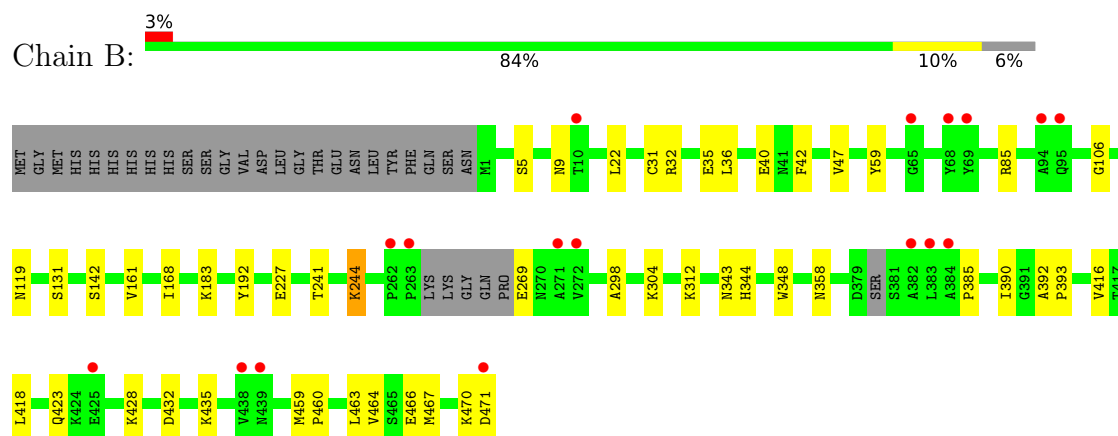 3%
Chain B:
84% 10% 6%
MET GLY MET HIS HIS HIS HIS HIS HIS SER SER GLY VAL ASP LEU GLY THR GLU ASN LEU TYR PHE GLN SER ASN M1 S5 N9 T10 L22 C31 R32 E35 L36 E40 N41 F42 V47 Y59 G65 Y68 Y69 R85 A94 Q95 G106
N119 S131 S142 V161 I168 K183 Y192 E227 T241 K244 P262 P263 LYS LYS GLY GLN PRO E269 N270 A271 V272 A298 K304 K312 N343 H344 W348 N358 D379 SER S381 A382 L383 A384 P385 I390 G391 A392 P393 V416 T417
L418 Q423 K424 E425 K428 D432 K435 V438 N439 M459 P460 L463 V464 S465 E466 M467 K470 D471